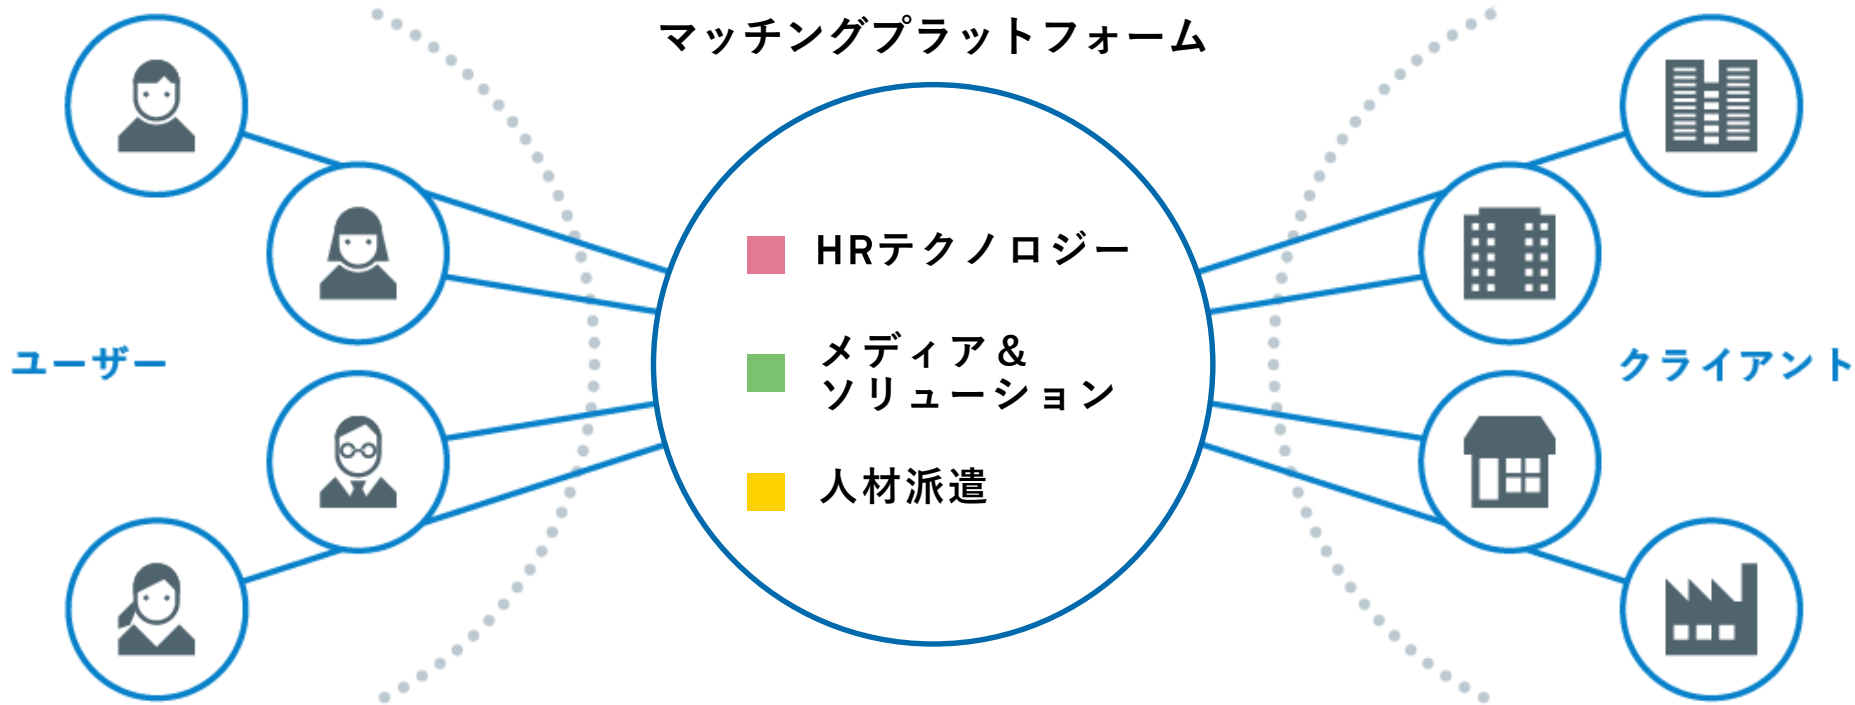 マッチングプラットフォーム
HRテクノロジー
メディア＆
ソリューション
人材派遣
ユーザー
クライアント